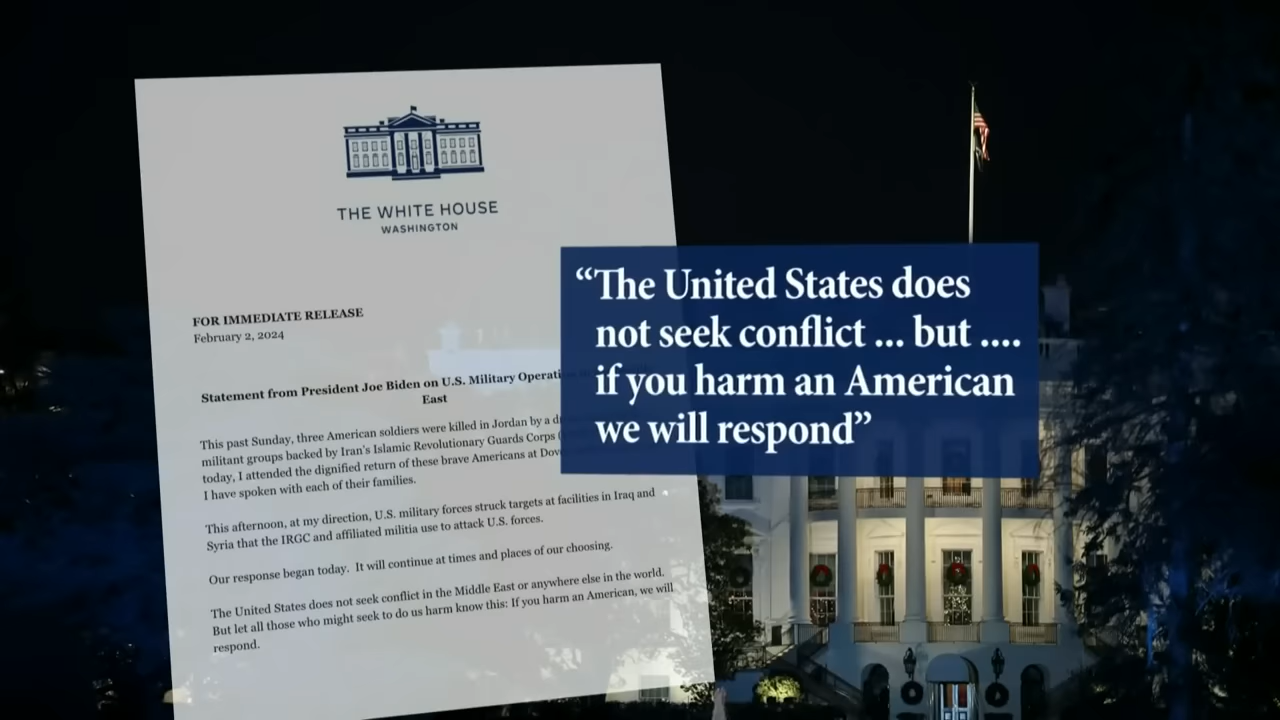 THE WHITE HOUSE
WASHINGTON
FOR IMMEDIATE RELEASE
February 2, 2024
Statement from President Joe Biden on U.S. Military
East
This past Sunday, three American soldiers were killed in Jordan by a
militant groups backed by Iran's Islamic Revolutionary Guards Corps
today, I attended the dignified return of these brave Americans at
I have spoken with each of their families.
This afternoon, at my direction, U.S. military forces struck targets at facilities in Iraq and
Syria that the IRGC and affiliated militia use to attack U.S. forces.
Our response began today. It will continue at times and places of our choosing.
The United States does not seek conflict in the Middle East or anywhere else in the world.
But let all those who might seek to do us harm know this: If you harm an American, we will
respond.
“The United States does
not seek conflict ... but ....
if you harm an American
we will respond”